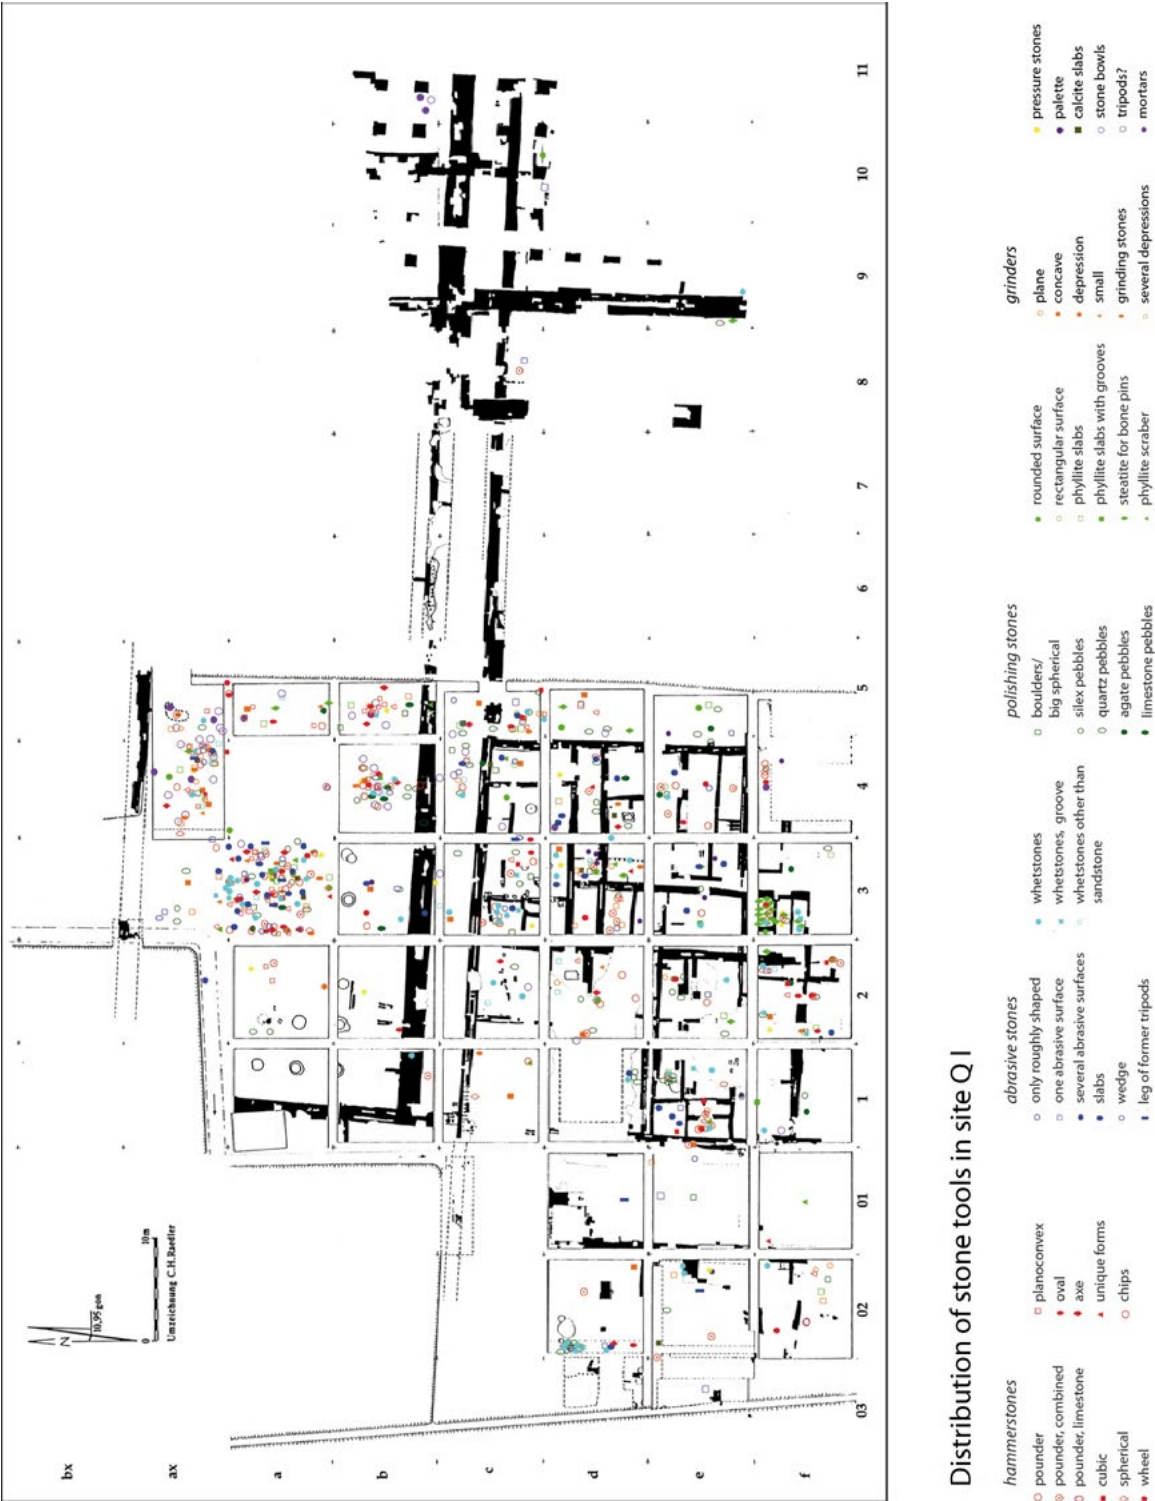 bx
ax
a
b
c
d
e
f
03
02
01
1
2
3
4
5
6
7
8
9
10
11
N
10,95 gon
0
10m
Umzeichnung C.H.Raedler
Distribution of stone tools in site Q I
hammerstones
pounder
pounder, combined
pounder, limestone
cubic
spherical
wheel
planoconvex
oval
axe
unique forms
chips
abrasive stones
only roughly shaped
one abrasive surface
several abrasive surfaces
slabs
wedge
leg of former tripods
whetstones
whetstones, groove
whetstones other than
sandstone
polishing stones
boulders/
big spherical
silex pebbles
quartz pebbles
agate pebbles
limestone pebbles
rounded surface
rectangular surface
phyllite slabs
phyllite slabs with grooves
steatite for bone pins
phyllite scraber
grinders
plane
concave
depression
small
grinding stones
several depressions
pressure stones
palette
calcite slabs
stone bowls
tripods?
mortars